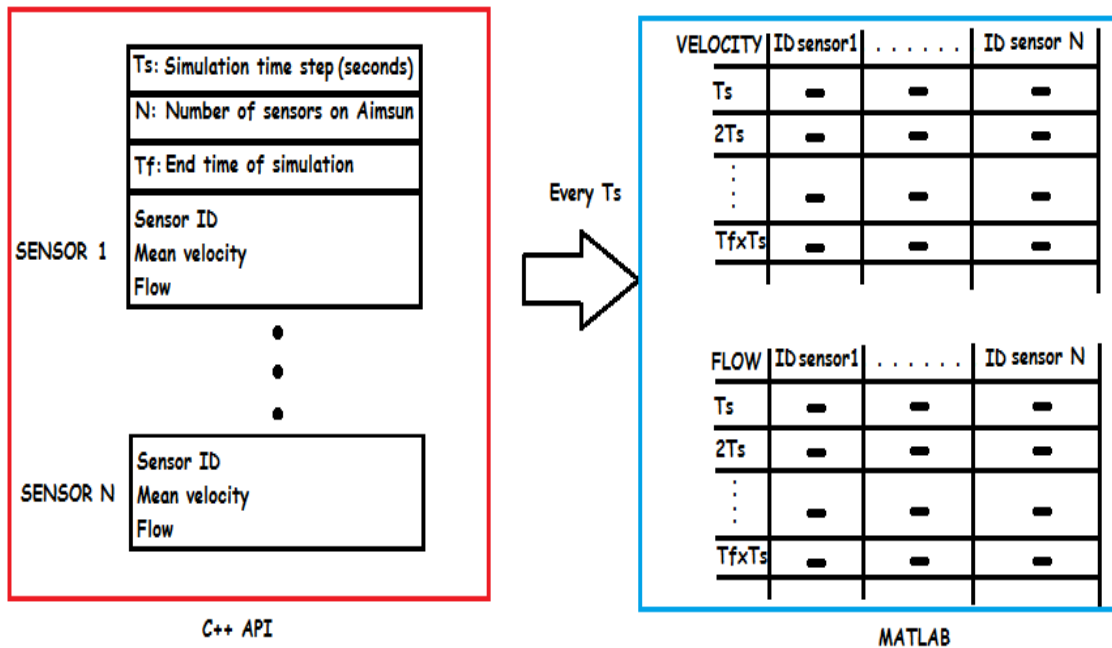 Ts: Simulation time step (seconds)
N: Number of sensors on Aimsun
Tf: End time of simulation
SENSOR 1
Sensor ID
Mean velocity
Flow
SENSOR N
Sensor ID
Mean velocity
Flow
C++ API
Every Ts
VELOCITY ID sensor1 . . . . . . ID sensor N
Ts - - -
2Ts - - -
⋮ - - -
TfxTs - - -
FLOW ID sensor1 . . . . . . ID sensor N
Ts - - -
2Ts - - -
⋮ - - -
TfxTs - - -
MATLAB